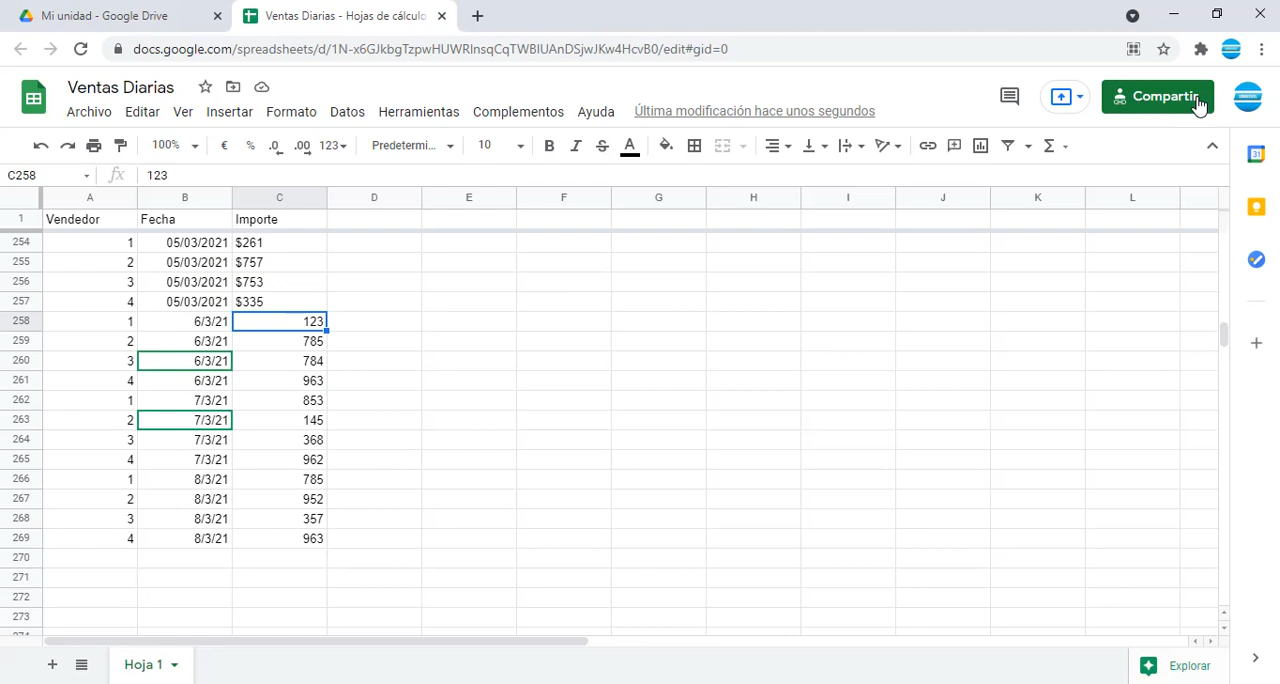 Mi unidad - Google Drive
Ventas Diarias - Hojas de cálculo
docs.google.com/spreadsheets/d/1N-x6GJkbgTzpwHUWRlnsqCqTWBIUAnDSjwJKw4HcvB0/edit#gid=0
Ventas Diarias
Archivo Editar Ver Insertar Formato Datos Herramientas Complementos Ayuda Última modificación hace unos segundos
Compartir
100% € % .0 .00 123 Predetermi... 10 B I S A Σ
C258 fx 123
A B C D E F G H I J K L
1 Vendedor Fecha Importe
254 1 05/03/2021 $261
255 2 05/03/2021 $757
256 3 05/03/2021 $753
257 4 05/03/2021 $335
258 1 6/3/21 123
259 2 6/3/21 785
260 3 6/3/21 784
261 4 6/3/21 963
262 1 7/3/21 853
263 2 7/3/21 145
264 3 7/3/21 368
265 4 7/3/21 962
266 1 8/3/21 785
267 2 8/3/21 952
268 3 8/3/21 357
269 4 8/3/21 963
270
271
272
273
Hoja 1
Explorar
31